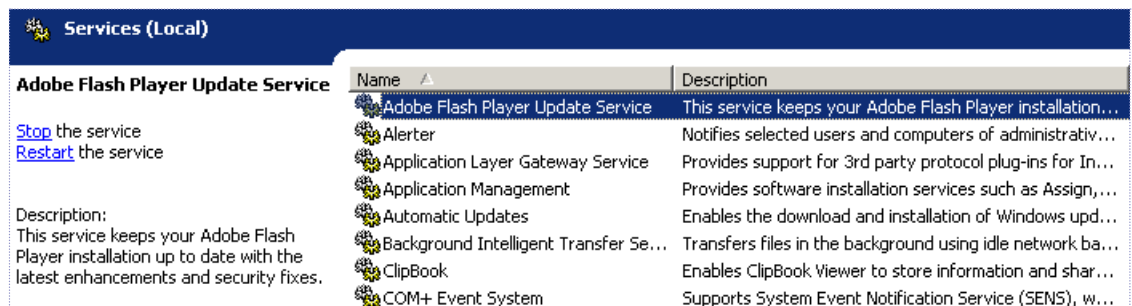 Services (Local)
Adobe Flash Player Update Service
Stop the service
Restart the service
Description:
This service keeps your Adobe Flash
Player installation up to date with the
latest enhancements and security fixes.
Name Description
Adobe Flash Player Update Service This service keeps your Adobe Flash Player installation...
Alerter Notifies selected users and computers of administrativ...
Application Layer Gateway Service Provides support for 3rd party protocol plug-ins for In...
Application Management Provides software installation services such as Assign,...
Automatic Updates Enables the download and installation of Windows upd...
Background Intelligent Transfer Se... Transfers files in the background using idle network ba...
ClipBook Enables ClipBook Viewer to store information and shar...
COM+ Event System Supports System Event Notification Service (SENS), w...